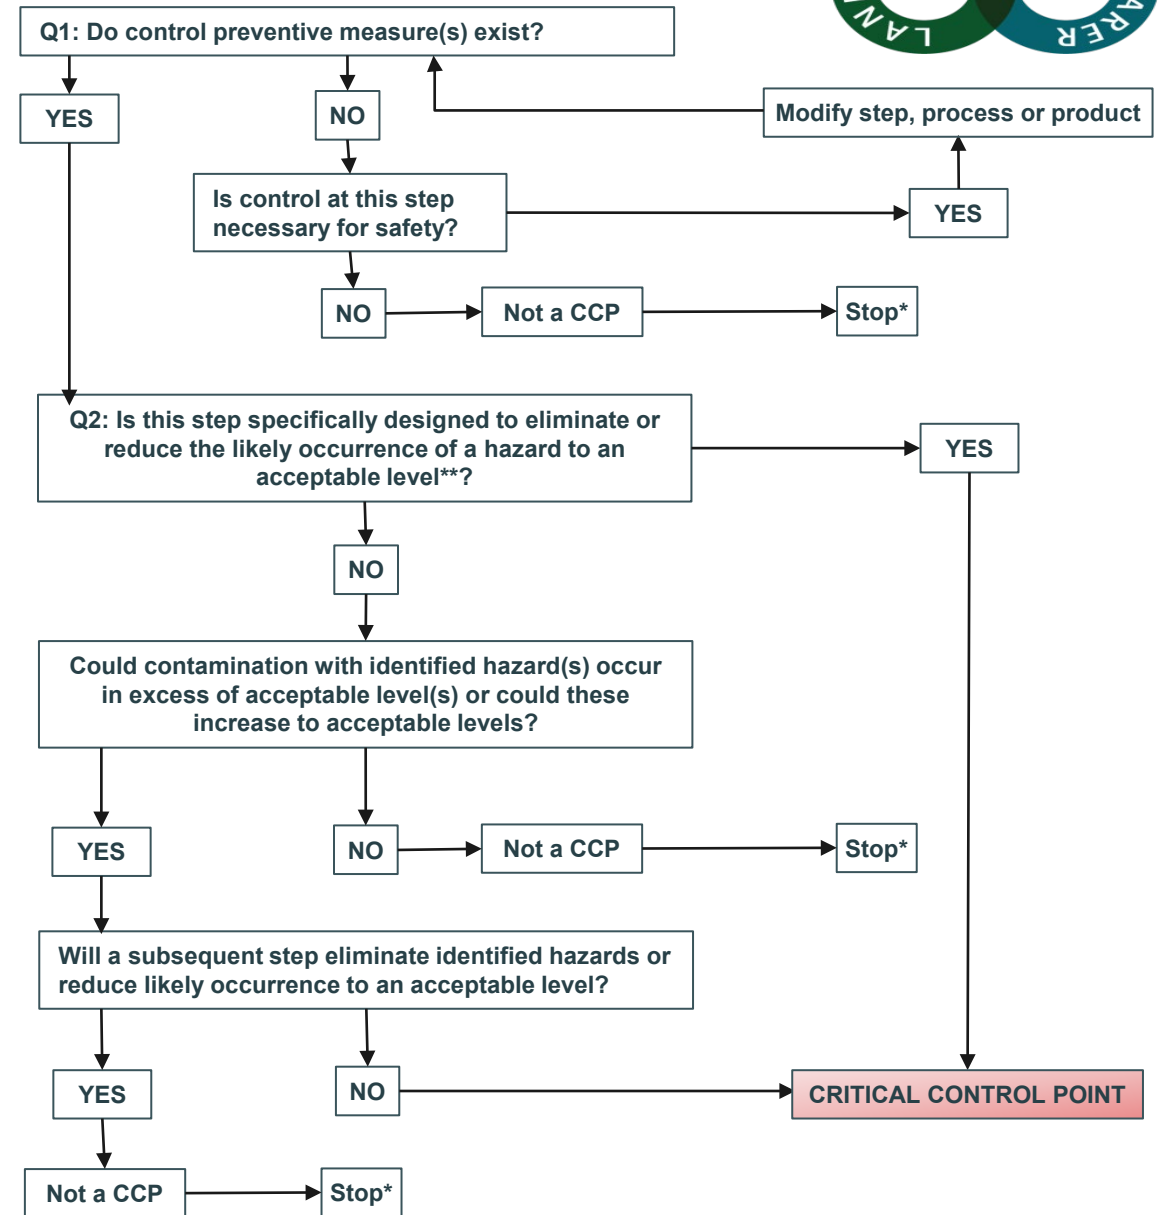 Q1: Do control preventive measure(s) exist?
LANA
ARER
YES
NO
Modify step, process or product
Is control at this step
necessary for safety?
YES
NO
Not a CCP
Stop*
Q2: Is this step specifically designed to eliminate or
reduce the likely occurrence of a hazard to an
acceptable level**?
YES
NO
Could contamination with identified hazard(s) occur
in excess of acceptable level(s) or could these
increase to acceptable levels?
YES
NO
Not a CCP
Stop*
Will a subsequent step eliminate identified hazards or
reduce likely occurrence to an acceptable level?
YES
NO
CRITICAL CONTROL POINT
Not a CCP
Stop*